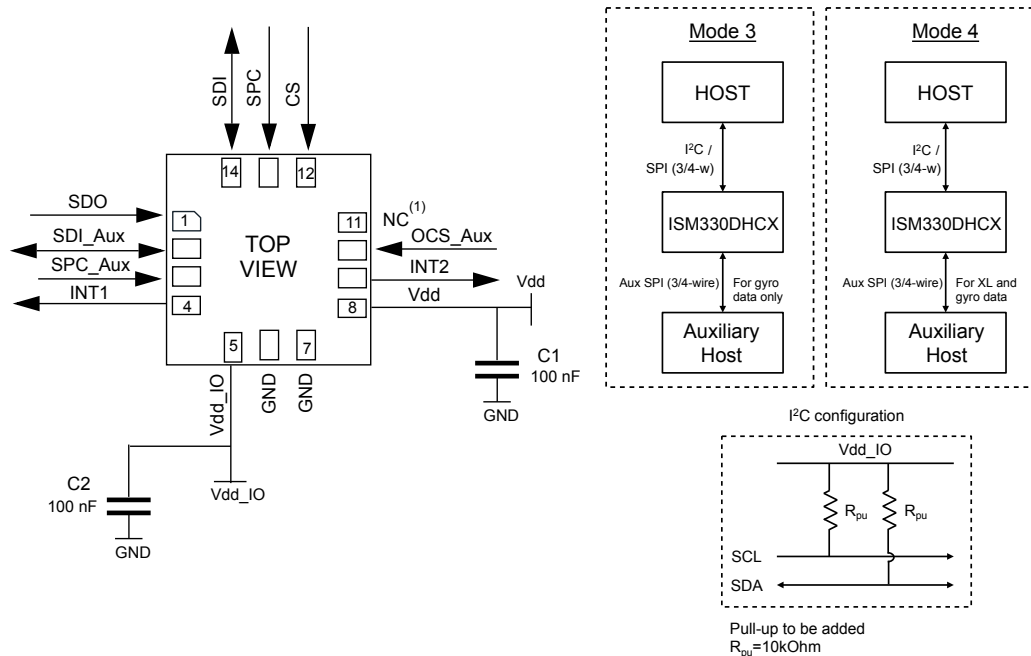 SDI
SPC
CS
14
12
SDO
1
SDI_Aux
SPC_Aux
INT1
4
TOP
VIEW
11
NC(1)
OCS_Aux
INT2
Vdd
8
Vdd
5
7
Vdd_IO
GND
GND
C1
100 nF
GND
C2
100 nF
GND
Vdd_IO
Mode 3
HOST
I²C /
SPI (3/4-w)
ISM330DHCX
Aux SPI (3/4-wire)
For gyro
data only
Auxiliary
Host
Mode 4
HOST
I²C /
SPI (3/4-w)
ISM330DHCX
Aux SPI (3/4-wire)
For XL and
gyro data
Auxiliary
Host
I²C configuration
Vdd_IO
Rpu
Rpu
SCL
SDA
Pull-up to be added
Rpu=10kOhm